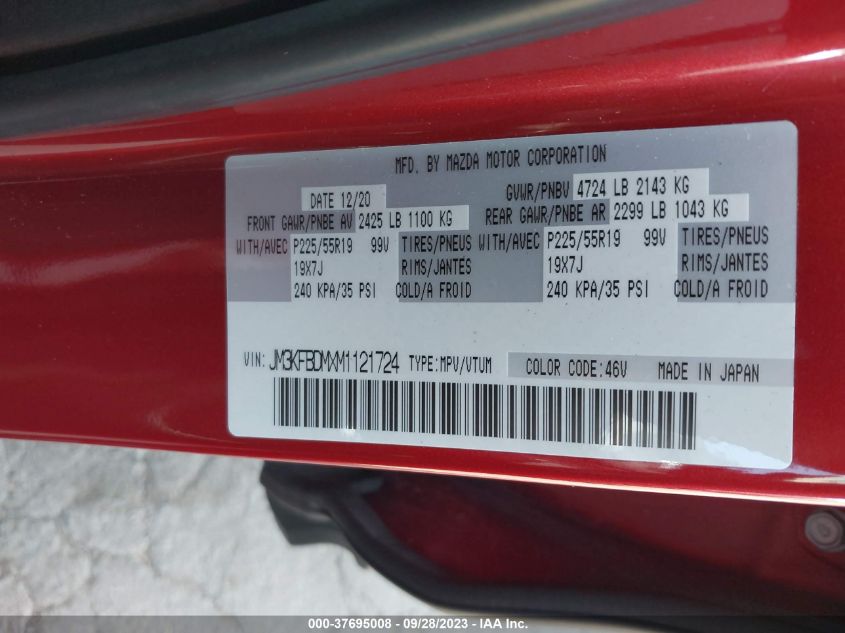 MFD. BY MAZDA MOTOR CORPORATION
DATE 12/20 GVWR/PNBV 4724 LB 2143 KG
FRONT GAWR/PNBE AV 2425 LB 1100 KG REAR GAWR/PNBE AR 2299 LB 1043 KG
WITH/AVEC P225/55R19 99V TIRES/PNEUS WITH/AVEC P225/55R19 99V TIRES/PNEUS
19X7J RIMS/JANTES 19X7J RIMS/JANTES
240 KPA/35 PSI COLD/A FROID 240 KPA/35 PSI COLD/A FROID
VIN: JM3KFBDMXM1121724 TYPE:MPV/VTUM COLOR CODE:46V MADE IN JAPAN
000-37695008 - 09/28/2023 - IAA Inc.